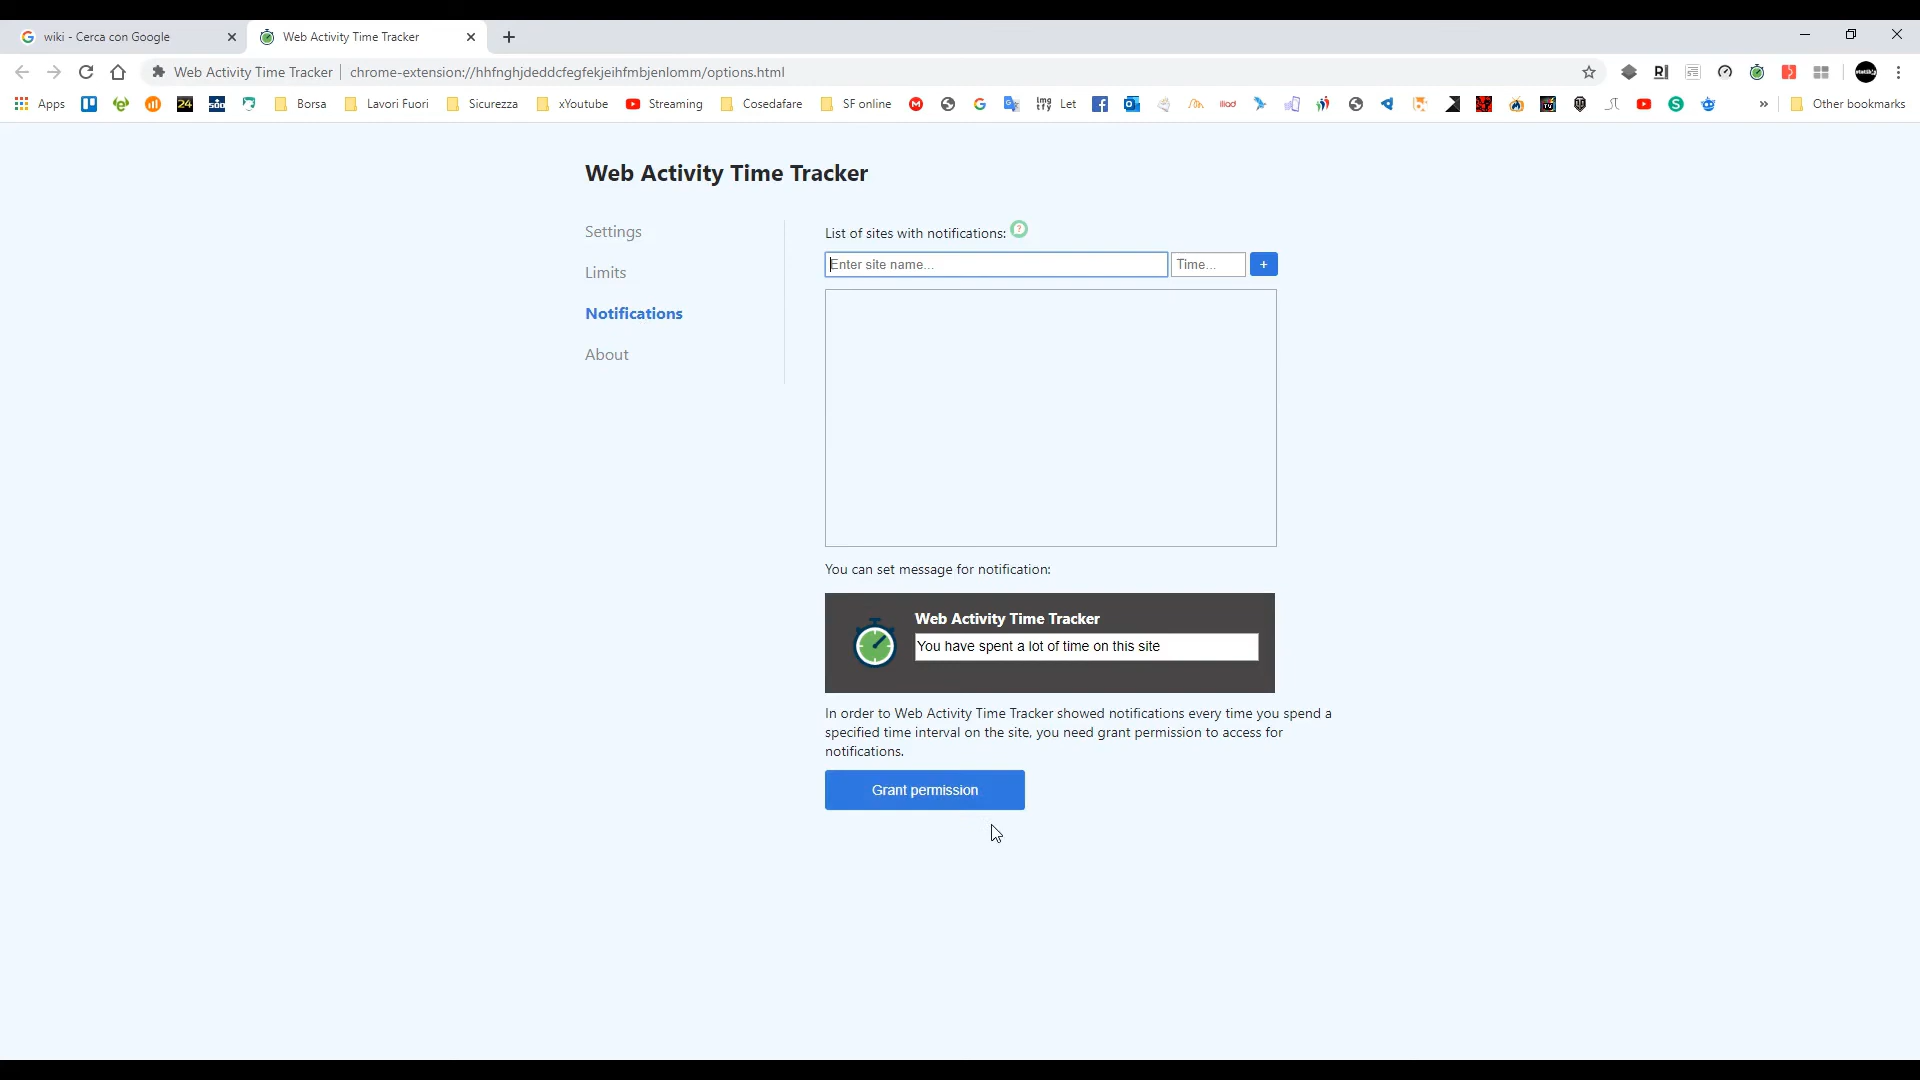 wiki - Cerca con Google
Web Activity Time Tracker
Web Activity Time Tracker
chrome-extension://hhfnghjdeddcfegfekjeihfmbjenlomm/options.html
Apps
24
Borsa
Lavori Fuori
Sicurezza
xYoutube
Streaming
Cosedafare
SF online
Let
iliad
Other bookmarks
Web Activity Time Tracker
Settings
Limits
Notifications
About
List of sites with notifications: ?
Enter site name...
Time...
+
You can set message for notification:
Web Activity Time Tracker
You have spent a lot of time on this site
In order to Web Activity Time Tracker showed notifications every time you spend a
specified time interval on the site, you need grant permission to access for
notifications.
Grant permission